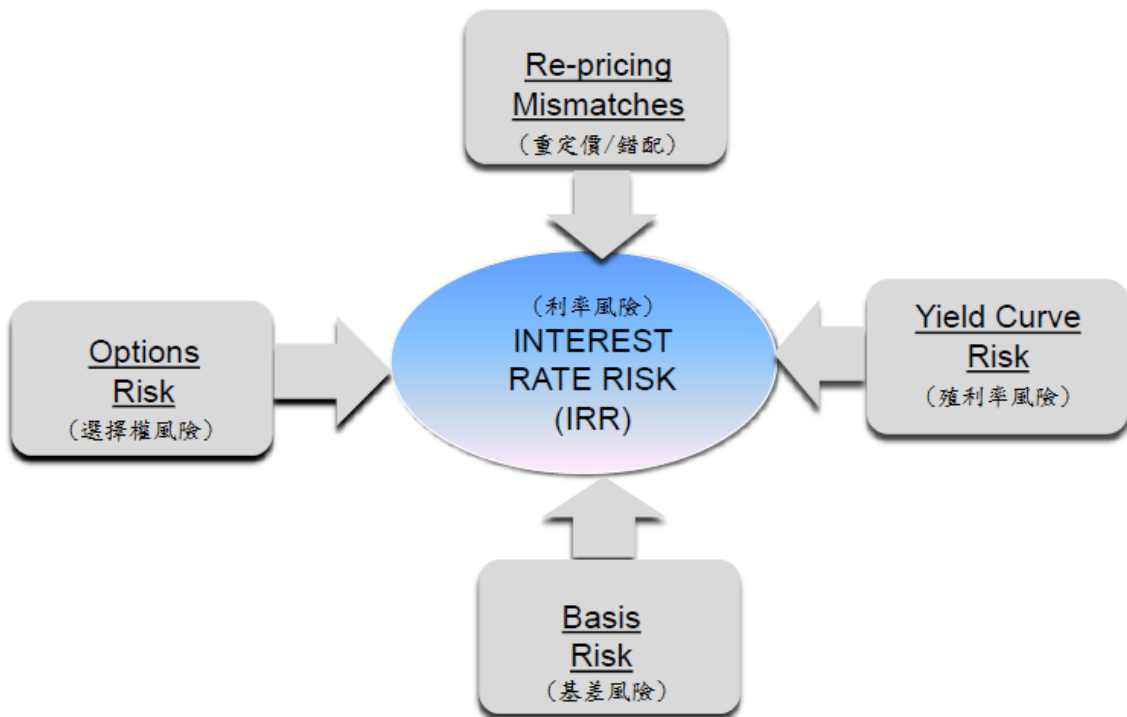 Re-pricing
Mismatches
（重定價/錯配）
（利率風險）
INTEREST
RATE RISK
(IRR)
Options
Risk
（選擇權風險）
Yield Curve
Risk
（殖利率風險）
Basis
Risk
（基差風險）